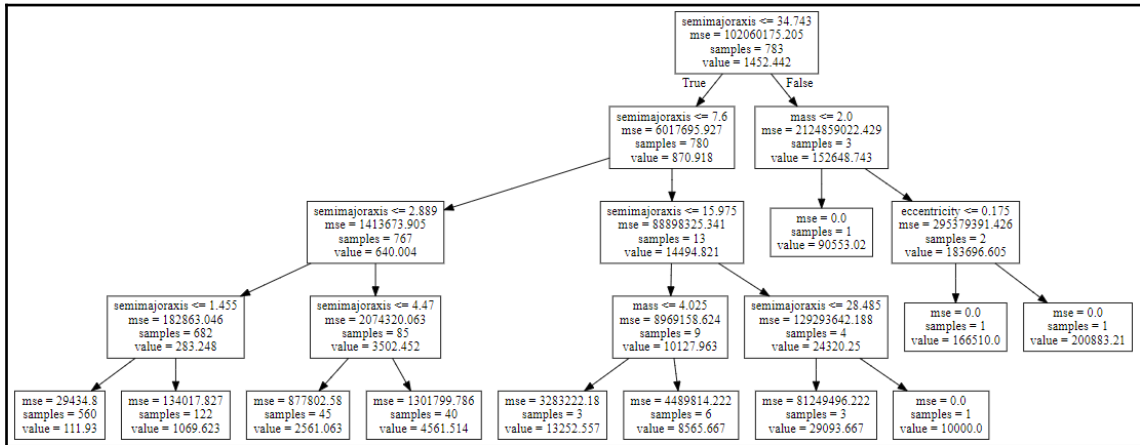 semimajoraxis <= 34.743
mse = 102060175.205
samples = 783
value = 1452.442
True
False
semimajoraxis <= 7.6
mse = 6017695.927
samples = 780
value = 870.918
mass <= 2.0
mse = 2124859022.429
samples = 3
value = 152648.743
semimajoraxis <= 2.889
mse = 1413673.905
samples = 767
value = 640.004
semimajoraxis <= 15.975
mse = 88898325.341
samples = 13
value = 14494.821
mse = 0.0
samples = 1
value = 90553.02
eccentricity <= 0.175
mse = 295379391.426
samples = 2
value = 183696.605
semimajoraxis <= 1.455
mse = 182863.046
samples = 682
value = 283.248
semimajoraxis <= 4.47
mse = 2074320.063
samples = 85
value = 3502.452
mass <= 4.025
mse = 8969158.624
samples = 9
value = 10127.963
semimajoraxis <= 28.485
mse = 129293642.188
samples = 4
value = 24320.25
mse = 0.0
samples = 1
value = 166510.0
mse = 0.0
samples = 1
value = 200883.21
mse = 29434.8
samples = 560
value = 111.93
mse = 134017.827
samples = 122
value = 1069.623
mse = 877802.58
samples = 45
value = 2561.063
mse = 1301799.786
samples = 40
value = 4561.514
mse = 3283222.18
samples = 3
value = 13252.557
mse = 4489814.222
samples = 6
value = 8565.667
mse = 81249496.222
samples = 3
value = 29093.667
mse = 0.0
samples = 1
value = 10000.0